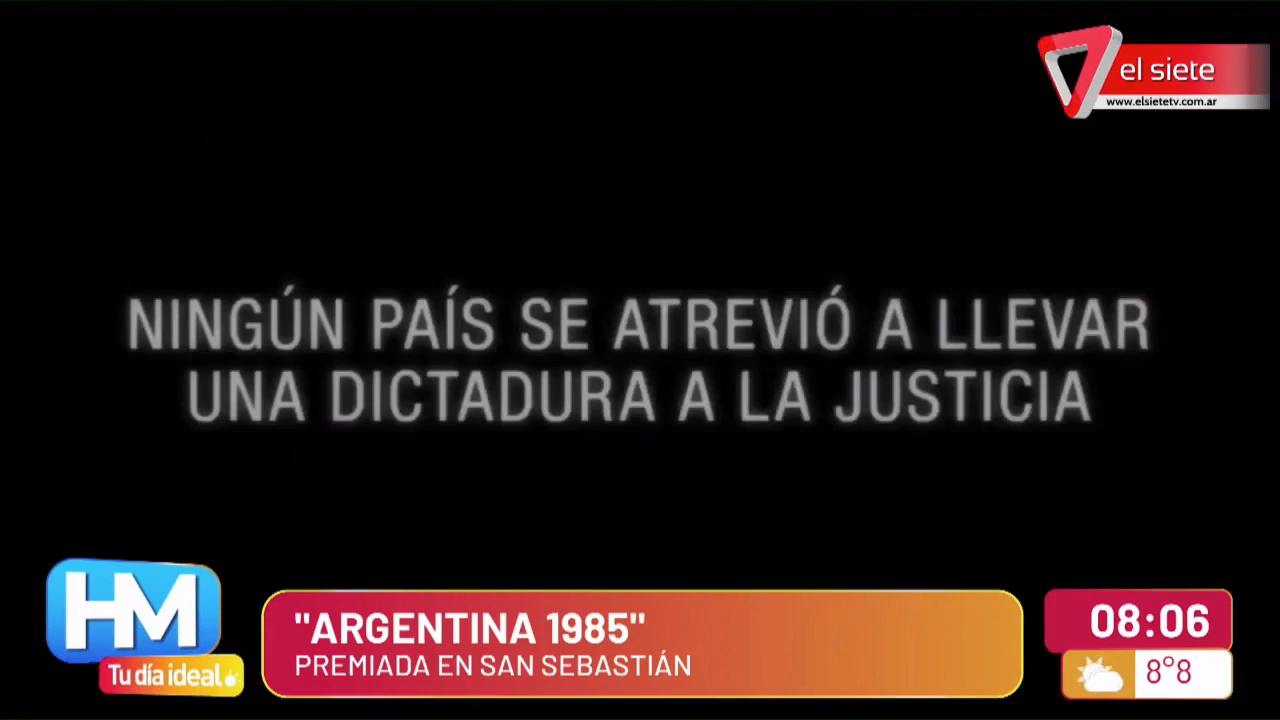 el siete
www.elsietetv.com.ar
NINGÚN PAÍS SE ATREVIÓ A LLEVAR
UNA DICTADURA A LA JUSTICIA
HM
Tu día ideal.
"ARGENTINA 1985"
PREMIADA EN SAN SEBASTIÁN
08:06
8°8